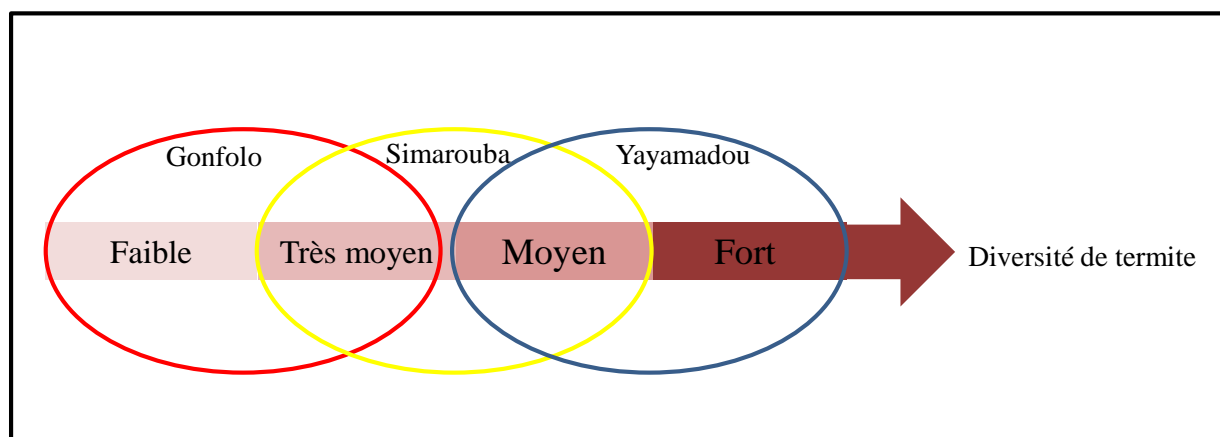 Gonfolo
Simarouba
Yayamadou
Faible
Très moyen
Moyen
Fort
Diversité de termite